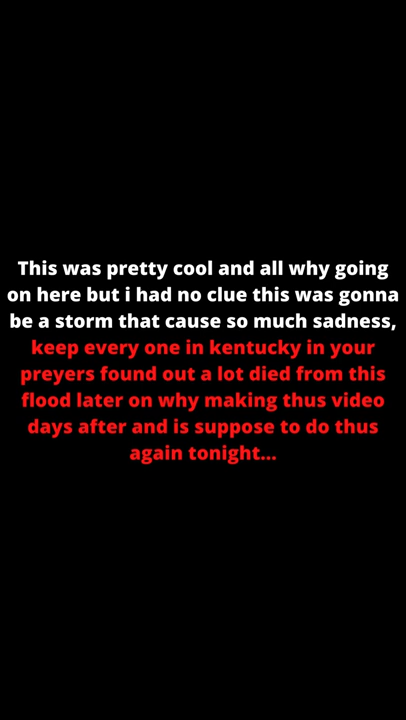 This was pretty cool and all why going
on here but i had no clue this was gonna
be a storm that cause so much sadness,
keep every one in kentucky in your
preyers found out a lot died from this
flood later on why making thus video
days after and is suppose to do thus
again tonight...